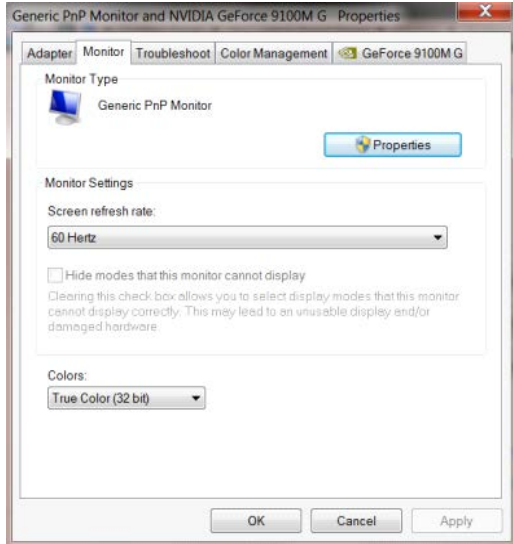 Generic PnP Monitor and NVIDIA GeForce 9100M G Properties
X
Adapter Monitor Troubleshoot Color Management GeForce 9100M G
Monitor Type
Generic PnP Monitor
Properties
Monitor Settings
Screen refresh rate:
60 Hertz
Hide modes that this monitor cannot display
Clearing this check box allows you to select display modes that this monitor
cannot display correctly. This may lead to an unusable display and/or
damaged hardware.
Colors:
True Color (32 bit)
OK Cancel Apply